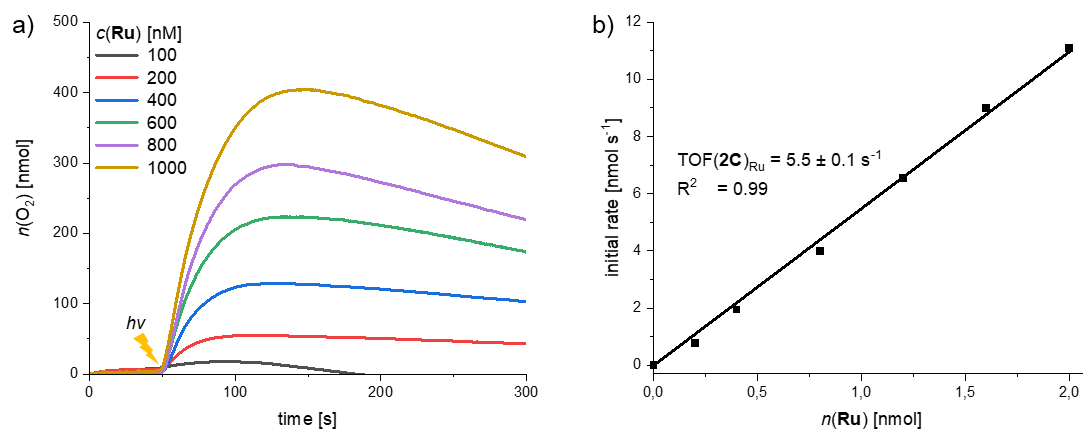 a)
c(Ru) [nM]
100
200
400
600
800
1000
hv
n(O₂) [nmol]
500
400
300
200
100
0
0
100
200
300
time [s]
b)
TOF(2C)Ru = 5.5 ± 0.1 s⁻¹
R² = 0.99
initial rate [nmol s⁻¹]
12
10
8
6
4
2
0
0,0
0,5
1,0
1,5
2,0
n(Ru) [nmol]